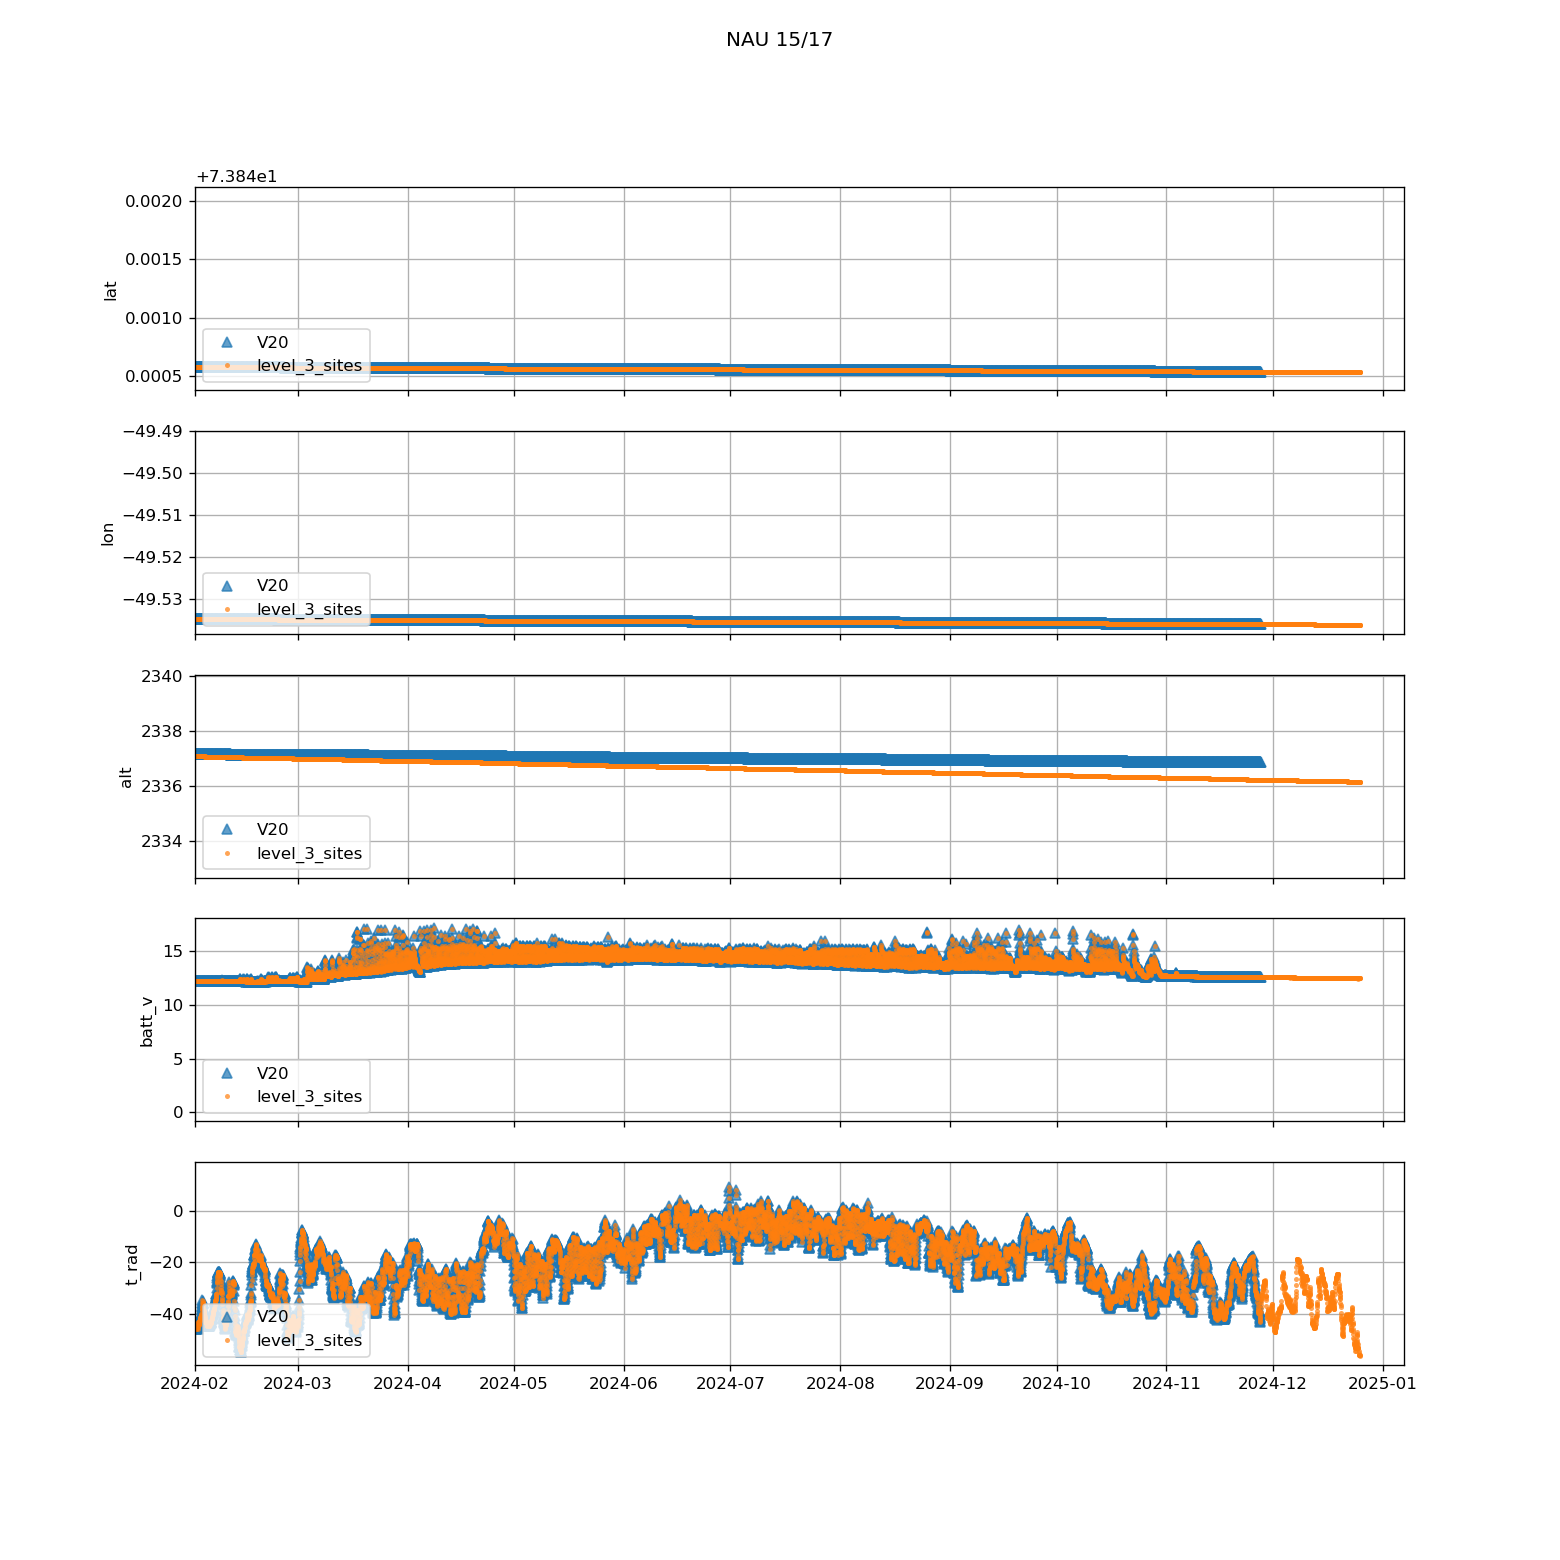 NAU 15/17
+7.384e1
0.0020
0.0015
0.0010
0.0005
lat
V20
level_3_sites
−49.49
−49.50
−49.51
−49.52
−49.53
lon
V20
level_3_sites
2340
2338
2336
2334
alt
V20
level_3_sites
15
10
5
0
batt_v
V20
level_3_sites
0
−20
−40
t_rad
V20
level_3_sites
2024-02 2024-03 2024-04 2024-05 2024-06 2024-07 2024-08 2024-09 2024-10 2024-11 2024-12 2025-01